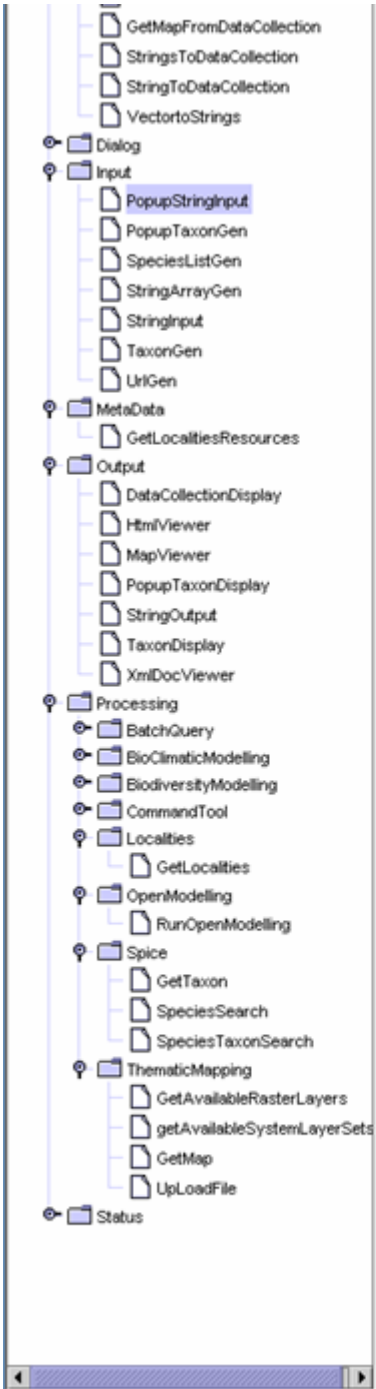 GetMapFromDataCollection
StringsToDataCollection
StringToDataCollection
VectortoStrings
Dialog
Input
PopupStringInput
PopupTaxonGen
SpeciesListGen
StringArrayGen
StringInput
TaxonGen
UrlGen
MetaData
GetLocalitiesResources
Output
DataCollectionDisplay
HtmlViewer
MapViewer
PopupTaxonDisplay
StringOutput
TaxonDisplay
XmlDocViewer
Processing
BatchQuery
BioClimaticModelling
BiodiversityModelling
CommandTool
Localities
GetLocalities
OpenModelling
RunOpenModelling
Spice
GetTaxon
SpeciesSearch
SpeciesTaxonSearch
ThematicMapping
GetAvailableRasterLayers
getAvailableSystemLayerSets
GetMap
UpLoadFile
Status